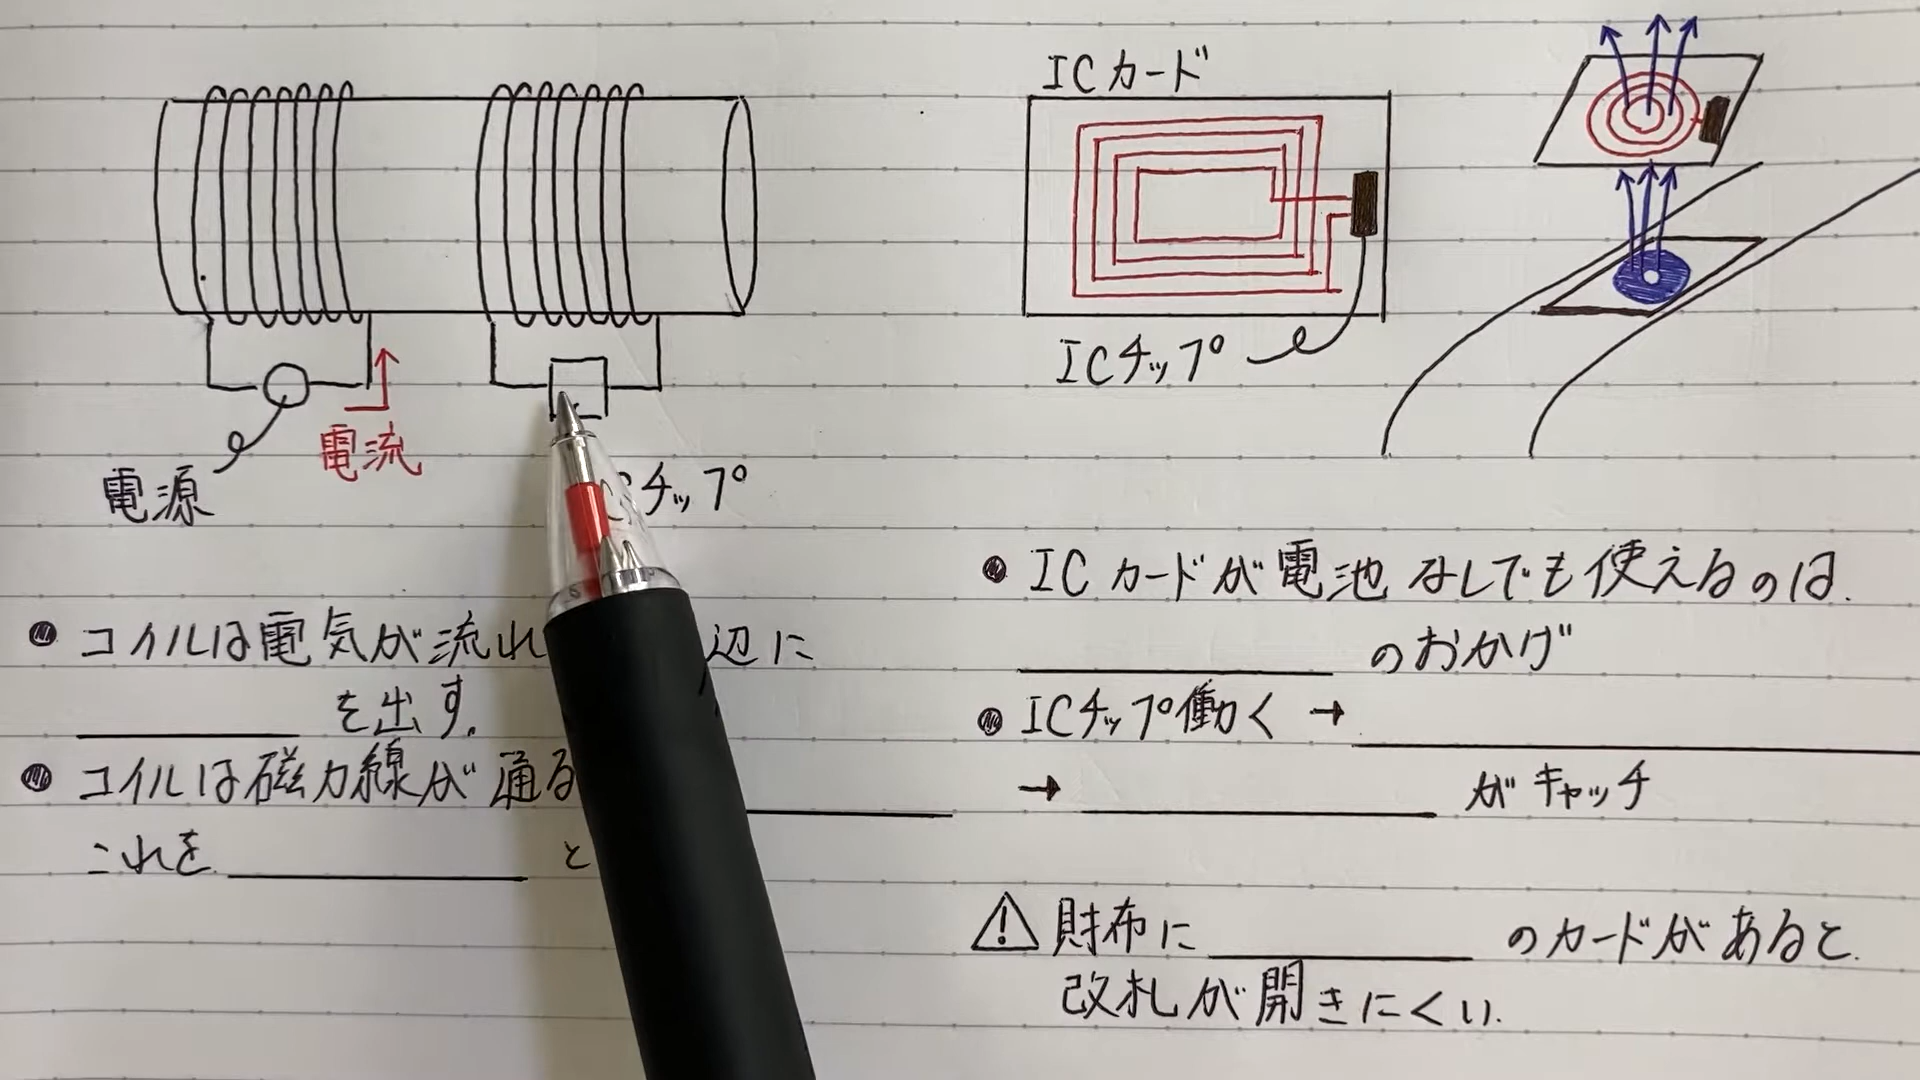 ICカード
ICチップ
電源
電流
チップ
コイルは電気が流れ 辺に
を出す。
コイルは磁力線が通る
これを と
ICカードが電池なしでも使えるのは、
のおかげ
ICチップ働く →
→ がキャッチ
財布に のカードがあると、
改札が開きにくい。